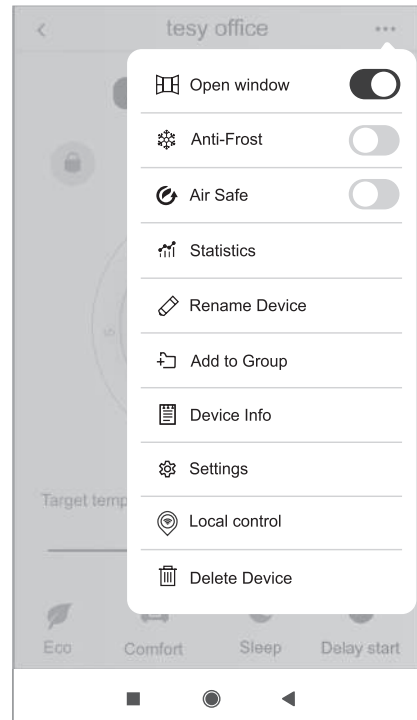 tesy office
Open window
Anti-Frost
Air Safe
Statistics
Rename Device
Add to Group
Device Info
Settings
Target temp
Local control
Delete Device
Eco Comfort Sleep Delay start